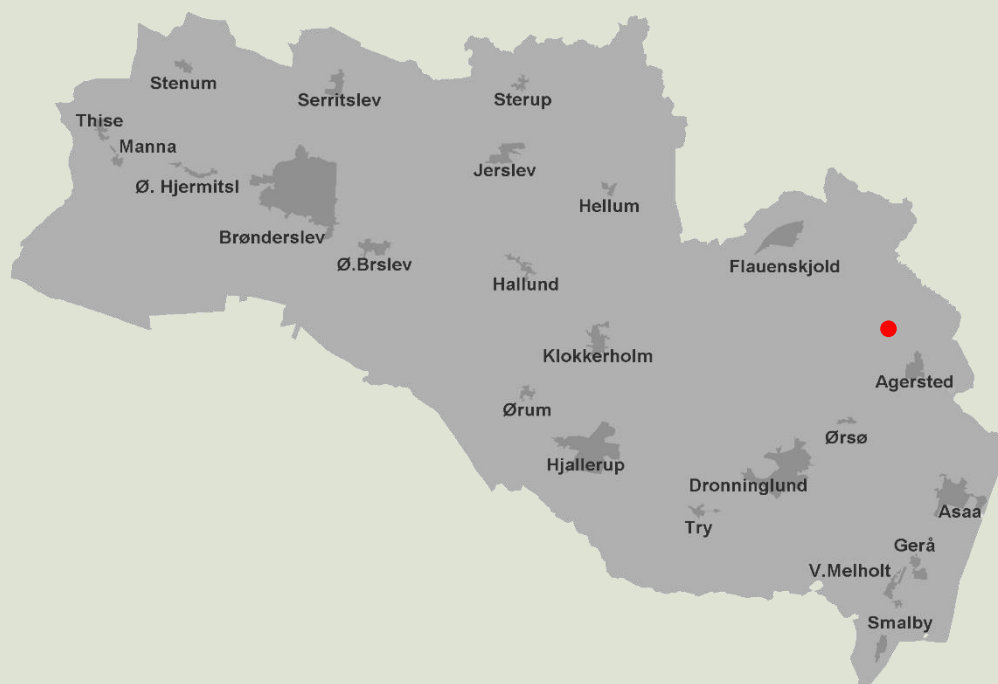 Stenum
Serritslev
Sterup
Thise
Manna
Ø. Hjermitsl
Jerslev
Hellum
Brønderslev
Ø.Brslev
Hallund
Flauenskjold
Klokkerholm
Agersted
Ørum
Ørsø
Hjallerup
Dronninglund
Asaa
Try
Gerå
V.Melholt
Smalby